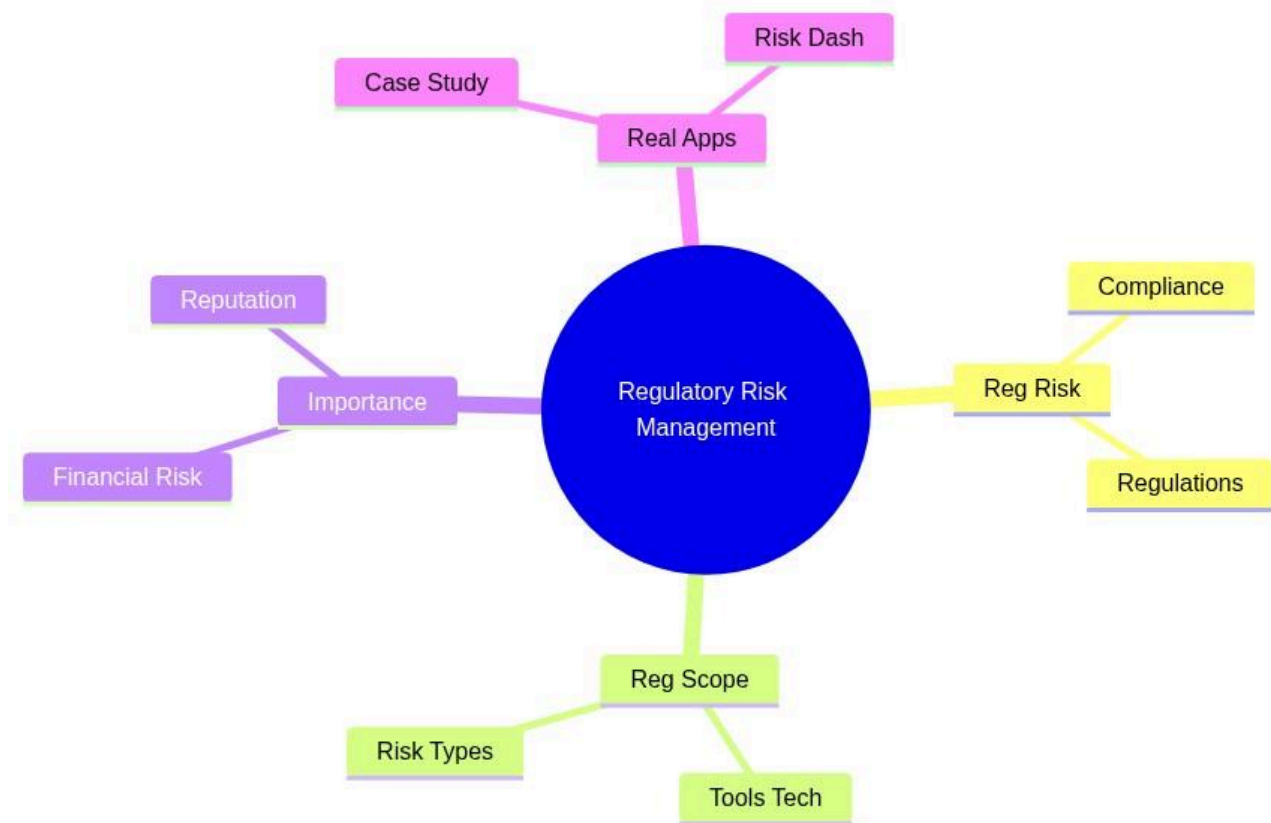 Risk Dash
Case Study
Real Apps
Reputation
Importance
Financial Risk
Regulatory Risk
Management
Compliance
Reg Risk
Regulations
Reg Scope
Risk Types
Tools Tech